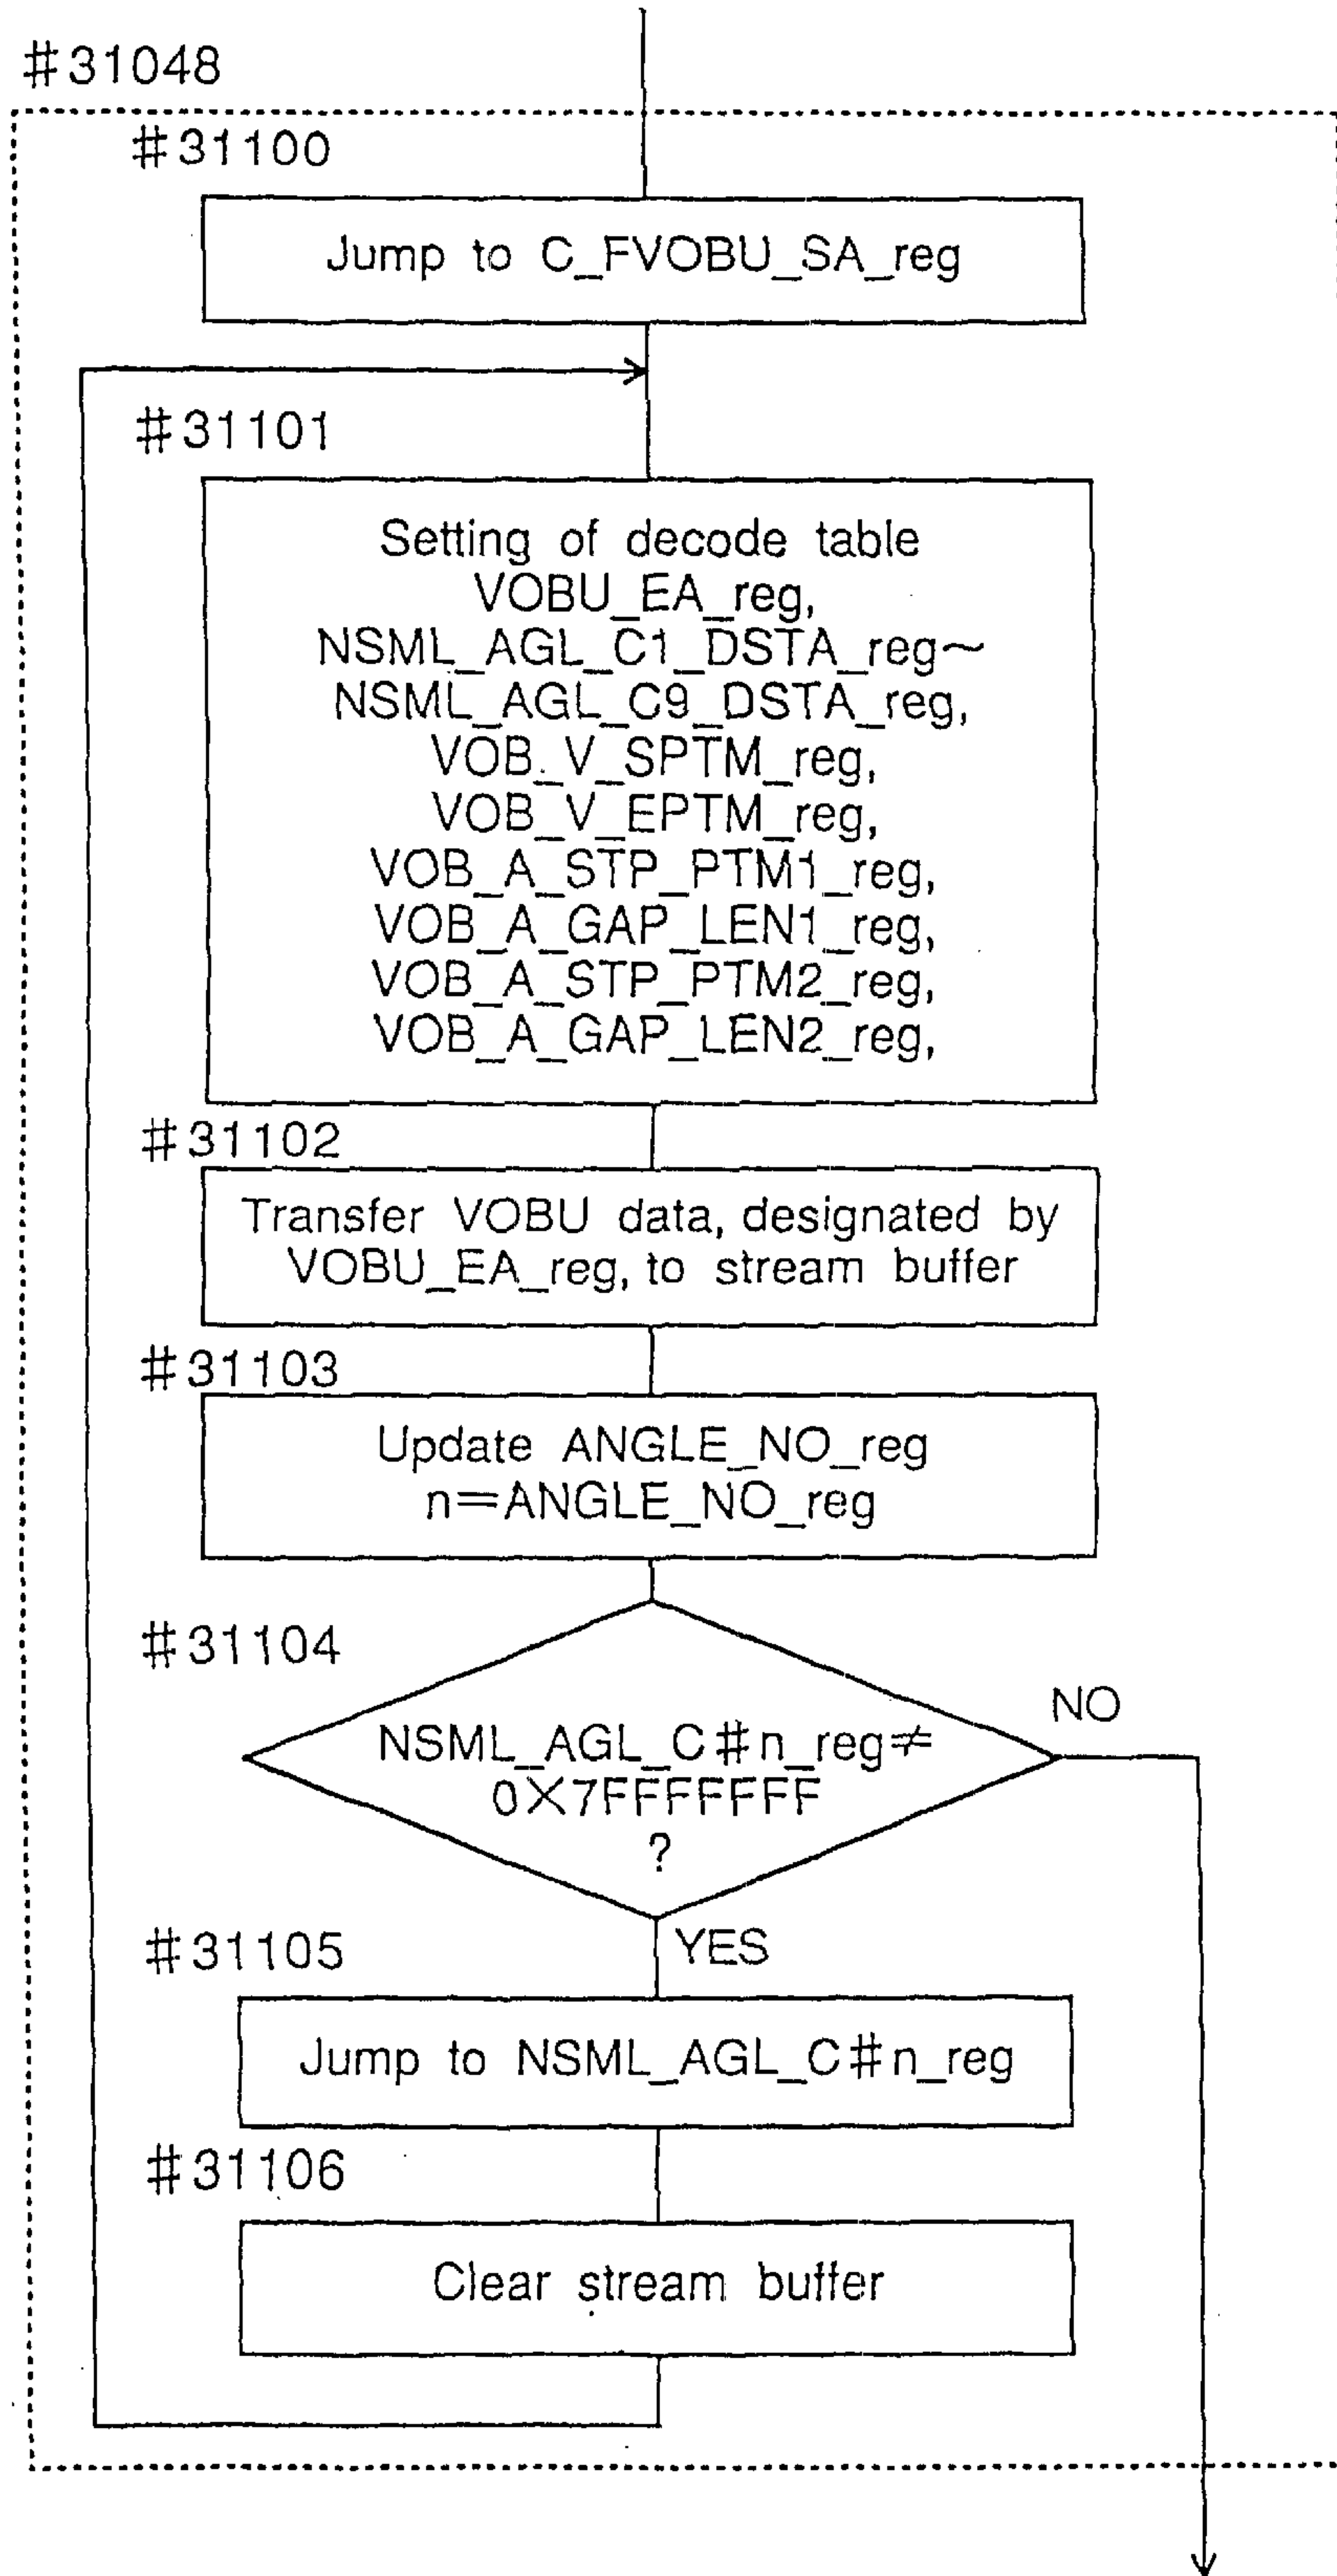 #31048
#31100
Jump to C_FVOBU_SA_reg
#31101
Setting of decode table
VOBU_EA_reg,
NSML_AGL_C1_DSTA_reg~
NSML_AGL_C9_DSTA_reg,
VOB_V_SPTM_reg,
VOB_V_EPTM_reg,
VOB_A_STP_PTM1_reg,
VOB_A_GAP_LEN1_reg,
VOB_A_STP_PTM2_reg,
VOB_A_GAP_LEN2_reg,
#31102
Transfer VOBU data, designated by
VOBU_EA_reg, to stream buffer
#31103
Update ANGLE_NO_reg
n=ANGLE_NO_reg
#31104
NO
NSML_AGL_C#n_reg≠
0X7FFFFFFF
?
#31105
YES
Jump to NSML_AGL_C#n_reg
#31106
Clear stream buffer